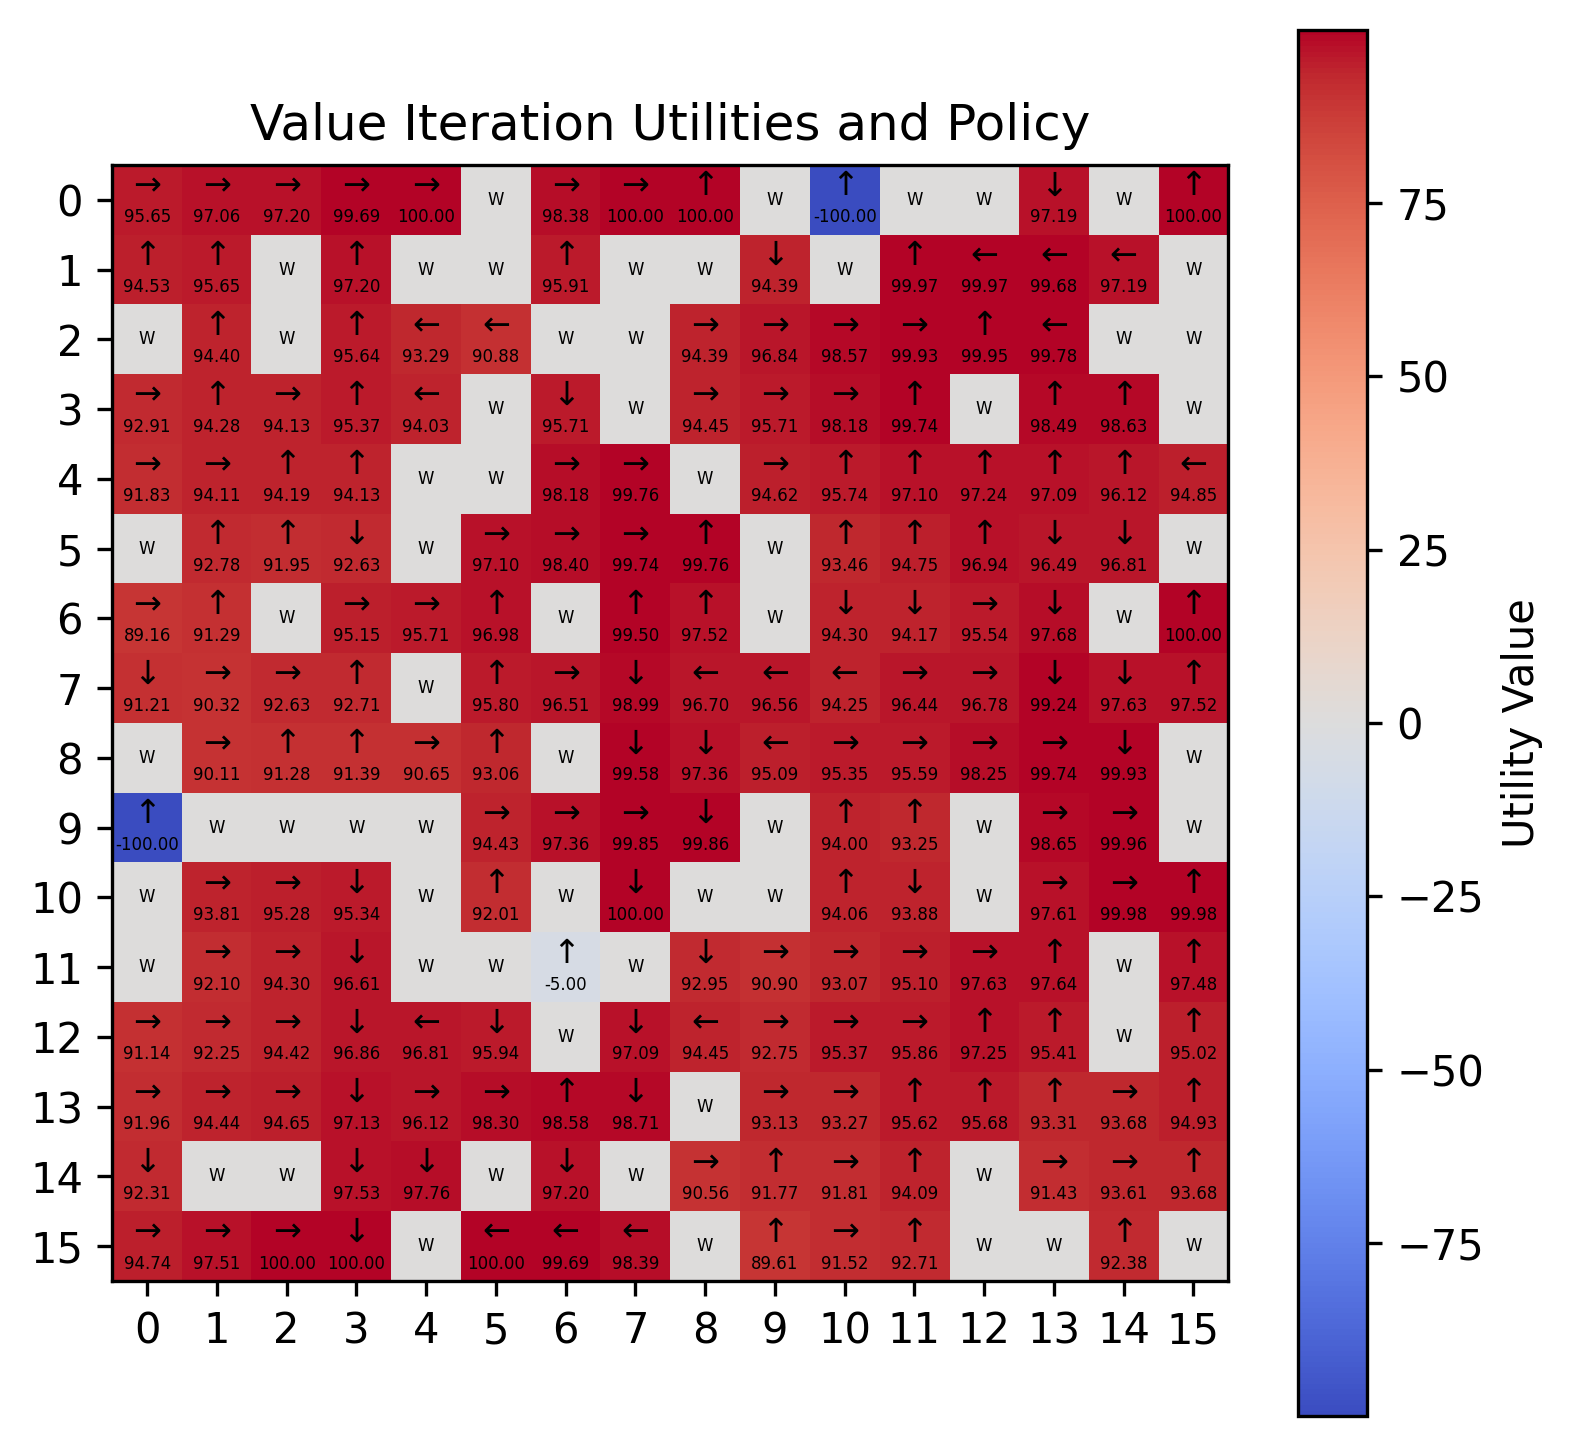 Value Iteration Utilities and Policy
0 → 95.65 → 97.06 → 97.20 → 99.69 → 100.00 W → 98.38 → 100.00 ↑ 100.00 W ↑ -100.00 W W ↓ 97.19 W ↑ 100.00
1 ↑ 94.53 ↑ 95.65 W ↑ 97.20 W W ↑ 95.91 W W ↓ 94.39 W ↑ 99.97 ← 99.97 ← 99.68 ← 97.19 W
2 W ↑ 94.40 W ↑ 95.64 ← 93.29 ← 90.88 W W → 94.39 → 96.84 → 98.57 → 99.93 ↑ 99.95 ← 99.78 W W
3 → 92.91 ↑ 94.28 → 94.13 ↑ 95.37 ← 94.03 W ↓ 95.71 W → 94.45 → 95.71 → 98.18 ↑ 99.74 W ↑ 98.49 ↑ 98.63 W
4 → 91.83 → 94.11 ↑ 94.19 ↑ 94.13 W W → 98.18 → 99.76 W → 94.62 ↑ 95.74 ↑ 97.10 ↑ 97.24 ↑ 97.09 ↑ 96.12 ← 94.85
5 W ↑ 92.78 ↑ 91.95 ↓ 92.63 W → 97.10 → 98.40 → 99.74 ↑ 99.76 W ↑ 93.46 ↑ 94.75 ↑ 96.94 ↓ 96.49 ↓ 96.81 W
6 → 89.16 ↑ 91.29 W → 95.15 → 95.71 ↑ 96.98 W ↑ 99.50 ↑ 97.52 W ↓ 94.30 ↓ 94.17 → 95.54 ↓ 97.68 W ↑ 100.00
7 ↓ 91.21 → 90.32 → 92.63 ↑ 92.71 W ↑ 95.80 → 96.51 ↓ 98.99 ← 96.70 ← 96.56 ← 94.25 → 96.44 → 96.78 ↓ 99.24 ↓ 97.63 ↑ 97.52
8 W → 90.11 ↑ 91.28 ↑ 91.39 → 90.65 ↑ 93.06 W ↓ 99.58 ↓ 97.36 ← 95.09 → 95.35 → 95.59 → 98.25 → 99.74 ↓ 99.93 W
9 ↑ -100.00 W W W W → 94.43 → 97.36 → 99.85 ↓ 99.86 W ↑ 94.00 ↑ 93.25 W → 98.65 → 99.96 W
10 W → 93.81 → 95.28 ↓ 95.34 W ↑ 92.01 W ↓ 100.00 W W ↑ 94.06 ↓ 93.88 W → 97.61 → 99.98 ↑ 99.98
11 W → 92.10 → 94.30 ↓ 96.61 W W ↑ -5.00 W ↓ 92.95 → 90.90 → 93.07 → 95.10 → 97.63 ↑ 97.64 W ↑ 97.48
12 → 91.14 → 92.25 → 94.42 ↓ 96.86 ← 96.81 ↓ 95.94 W ↓ 97.09 ← 94.45 → 92.75 → 95.37 → 95.86 ↑ 97.25 ↑ 95.41 W ↑ 95.02
13 → 91.96 → 94.44 → 94.65 ↓ 97.13 → 96.12 → 98.30 ↑ 98.58 ↓ 98.71 W → 93.13 → 93.27 ↑ 95.62 ↑ 95.68 ↑ 93.31 → 93.68 ↑ 94.93
14 ↓ 92.31 W W ↓ 97.53 ↓ 97.76 W ↓ 97.20 W → 90.56 ↑ 91.77 → 91.81 ↑ 94.09 W → 91.43 → 93.61 ↑ 93.68
15 → 94.74 → 97.51 → 100.00 ↓ 100.00 W ← 100.00 ← 99.69 ← 98.39 W ↑ 89.61 → 91.52 ↑ 92.71 W W ↑ 92.38 W
0 1 2 3 4 5 6 7 8 9 10 11 12 13 14 15
75
50
25
0
−25
−50
−75
Utility Value